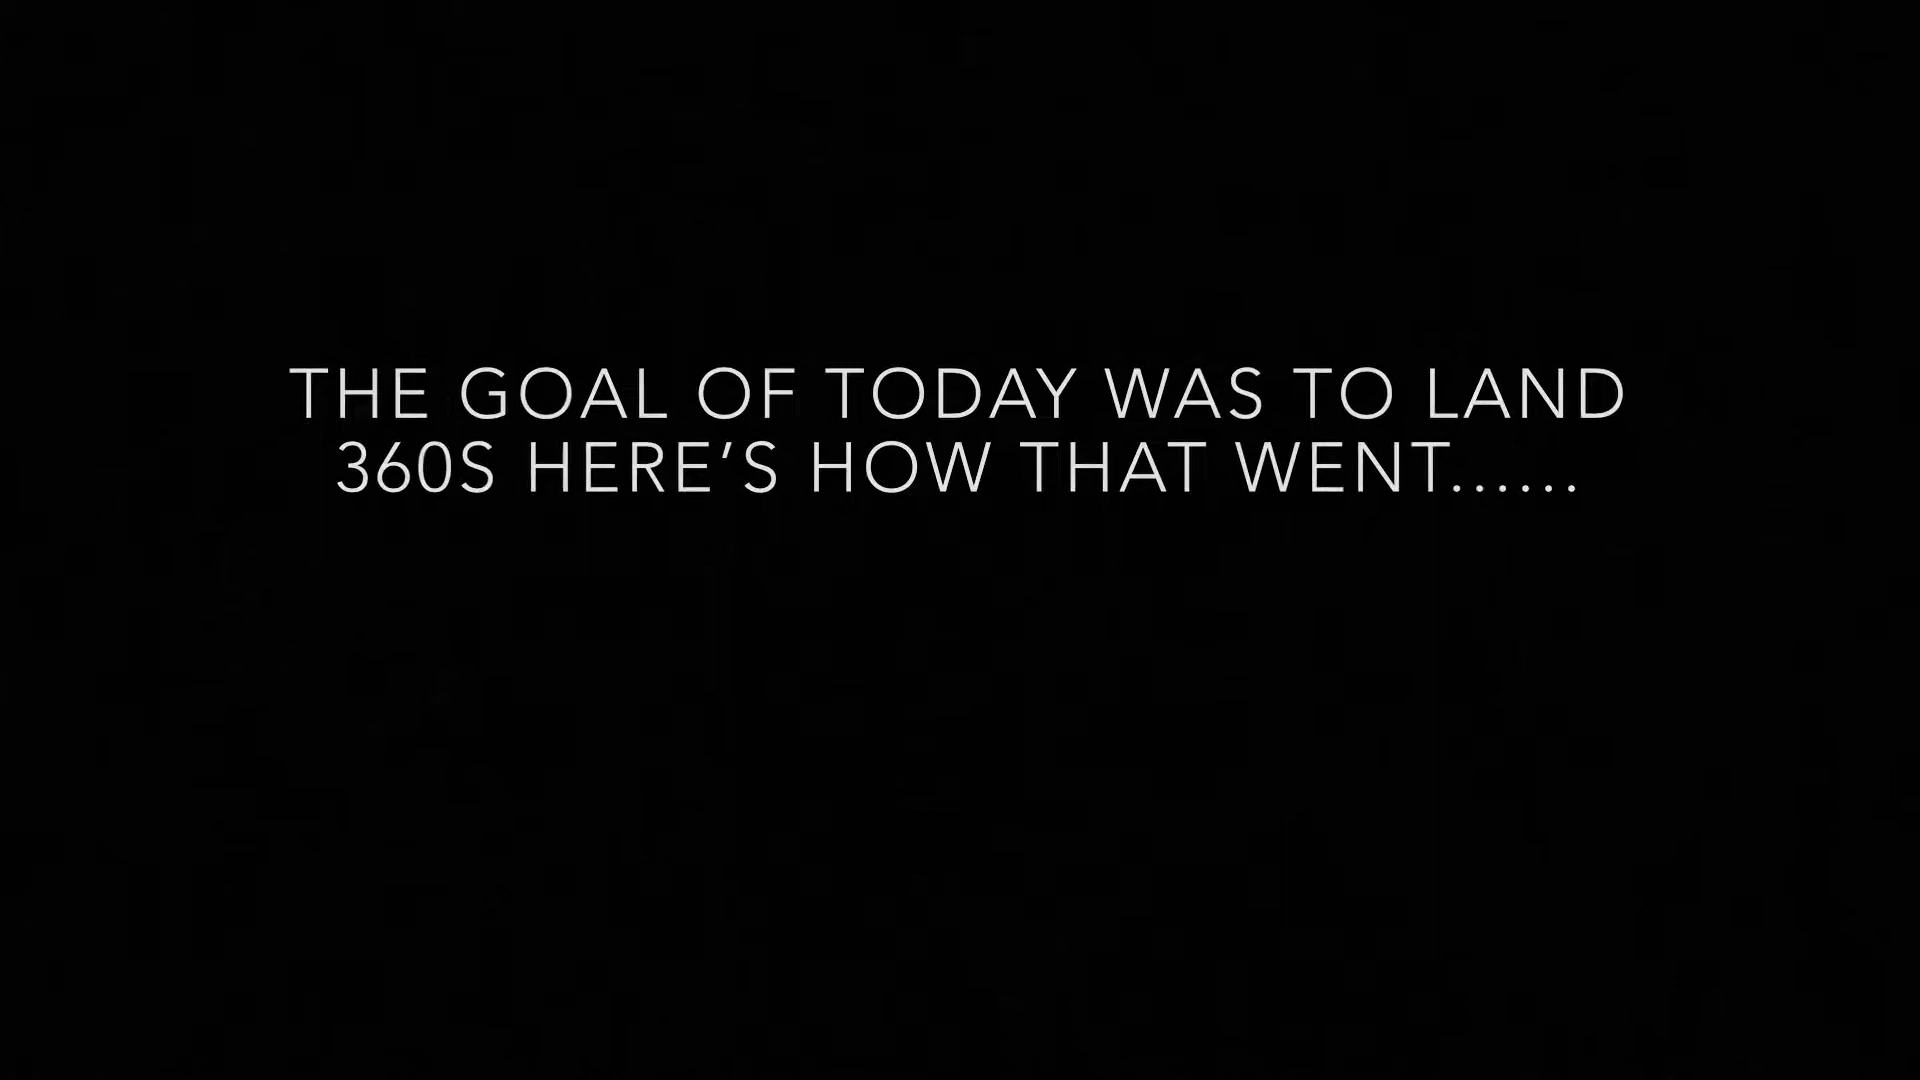 THE GOAL OF TODAY WAS TO LAND
360S HERE’S HOW THAT WENT......